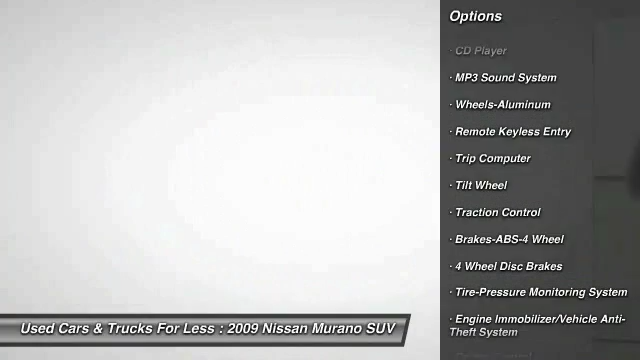 Options
· CD Player
· MP3 Sound System
· Wheels-Aluminum
· Remote Keyless Entry
· Trip Computer
· Tilt Wheel
· Traction Control
· Brakes-ABS-4 Wheel
· 4 Wheel Disc Brakes
· Tire-Pressure Monitoring System
· Engine Immobilizer/Vehicle Anti-
Theft System
Used Cars & Trucks For Less : 2009 Nissan Murano SUV